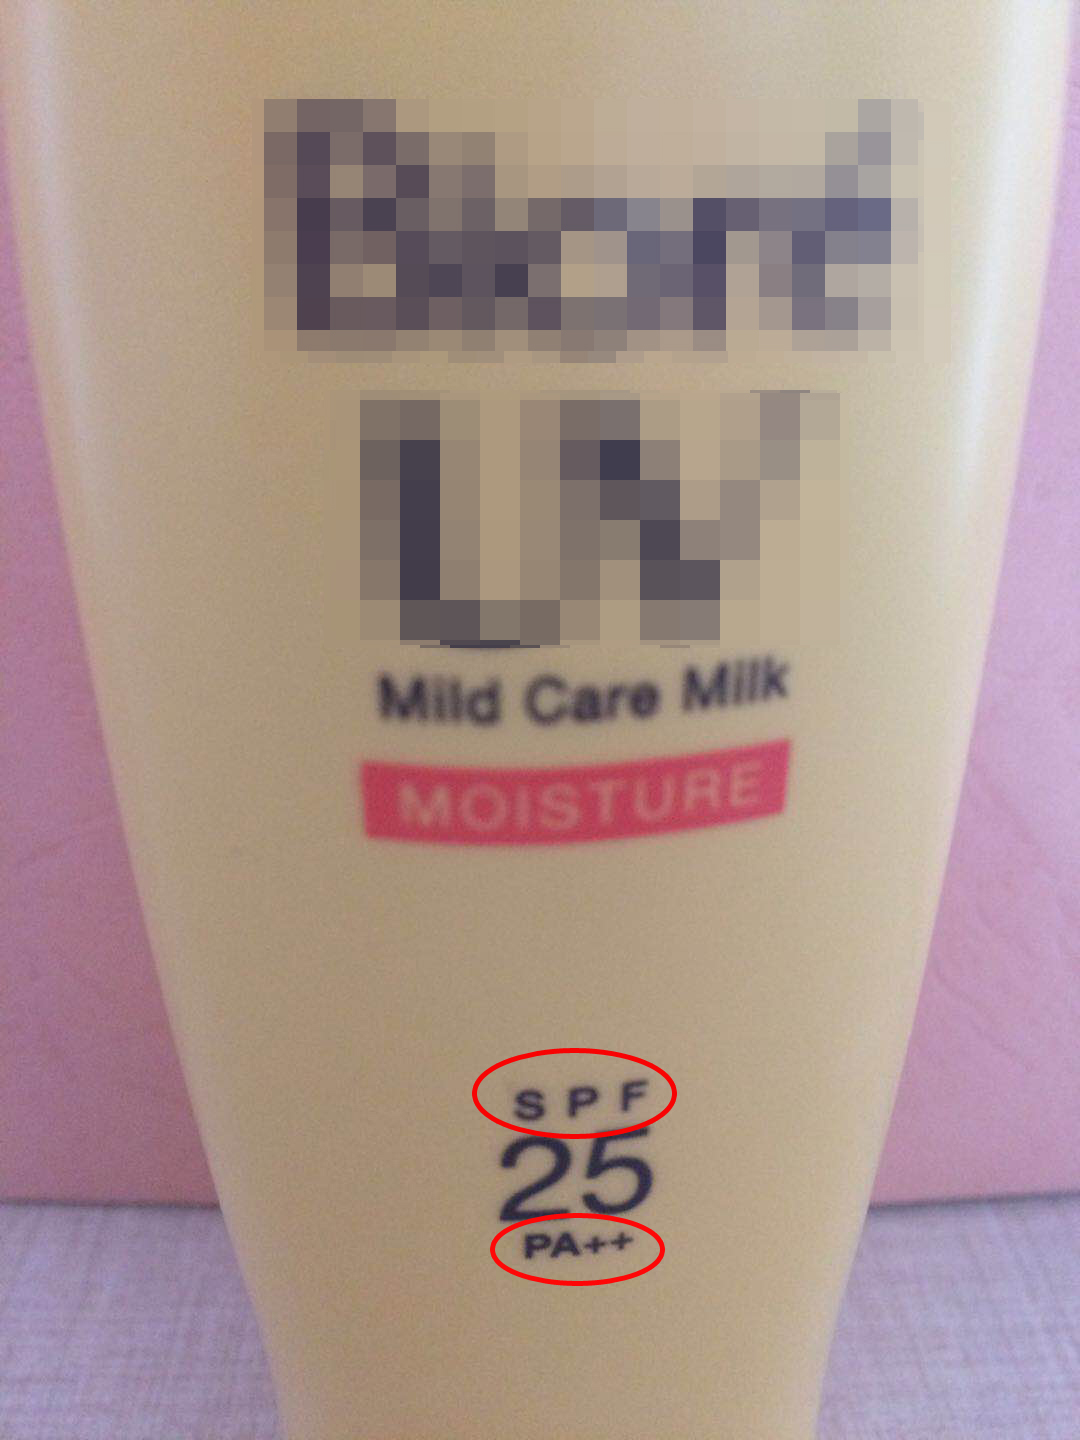 Mild Care Milk
MOISTURE
SPF
25
PA++